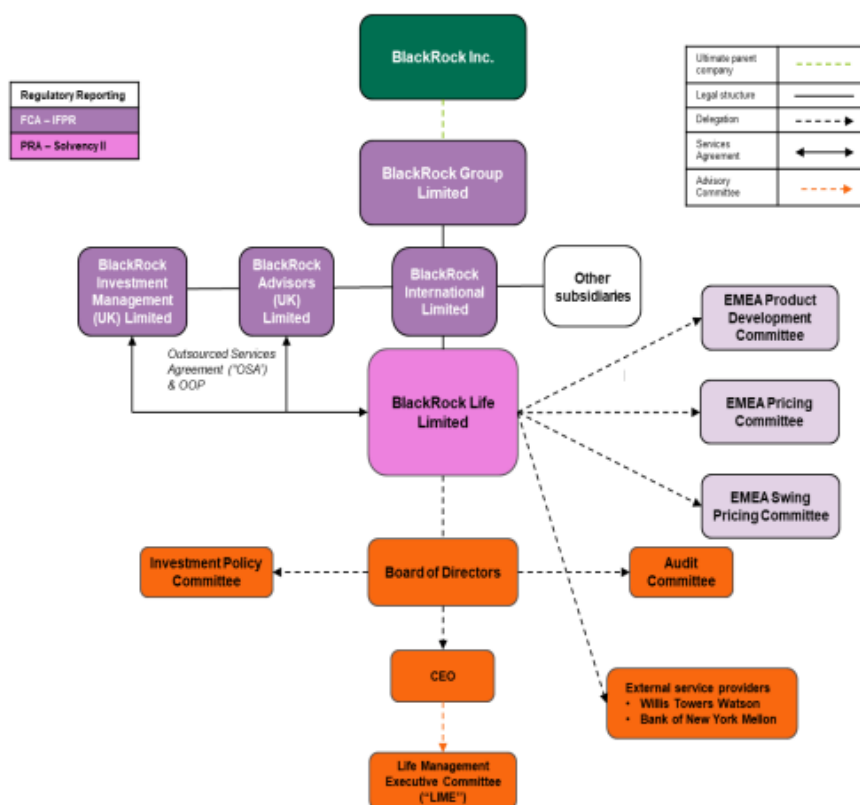 BlackRock Inc.
Regulatory Reporting
FCA – IFPR
PRA – Solvency II
Ultimate parent
company
Legal structure
Delegation
Services
Agreement
Advisory
Committee
BlackRock Group
Limited
BlackRock
Investment
Management
(UK) Limited
BlackRock
Advisors
(UK)
Limited
BlackRock
International
Limited
Other
subsidiaries
Outsourced Services
Agreement ("OSA')
& OOP
BlackRock Life
Limited
EMEA Product
Development
Committee
EMEA Pricing
Committee
EMEA Swing
Pricing Committee
Investment Policy
Committee
Board of Directors
Audit
Committee
CEO
External service providers
• Willis Towers Watson
• Bank of New York Mellon
Life Management
Executive Committee
("LIME")